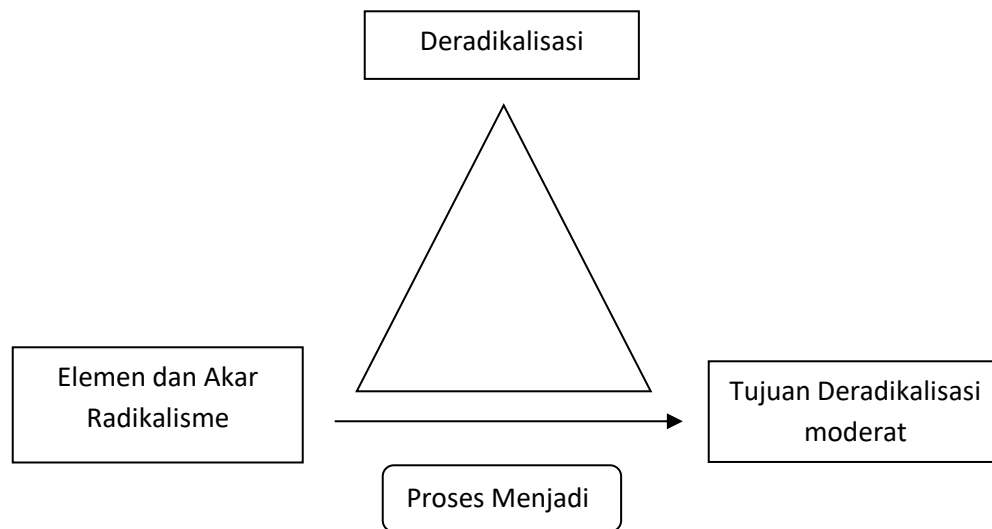 Deradikalisasi
Elemen dan Akar
Radikalisme
Tujuan Deradikalisasi
moderat
Proses Menjadi